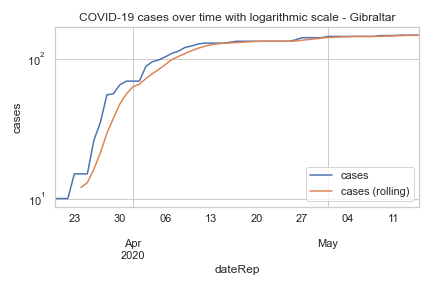 COVID-19 cases over time with logarithmic scale - Gibraltar
cases
10²
10¹
cases
cases (rolling)
23 30 06 13 20 27 04 11
Apr May
2020
dateRep